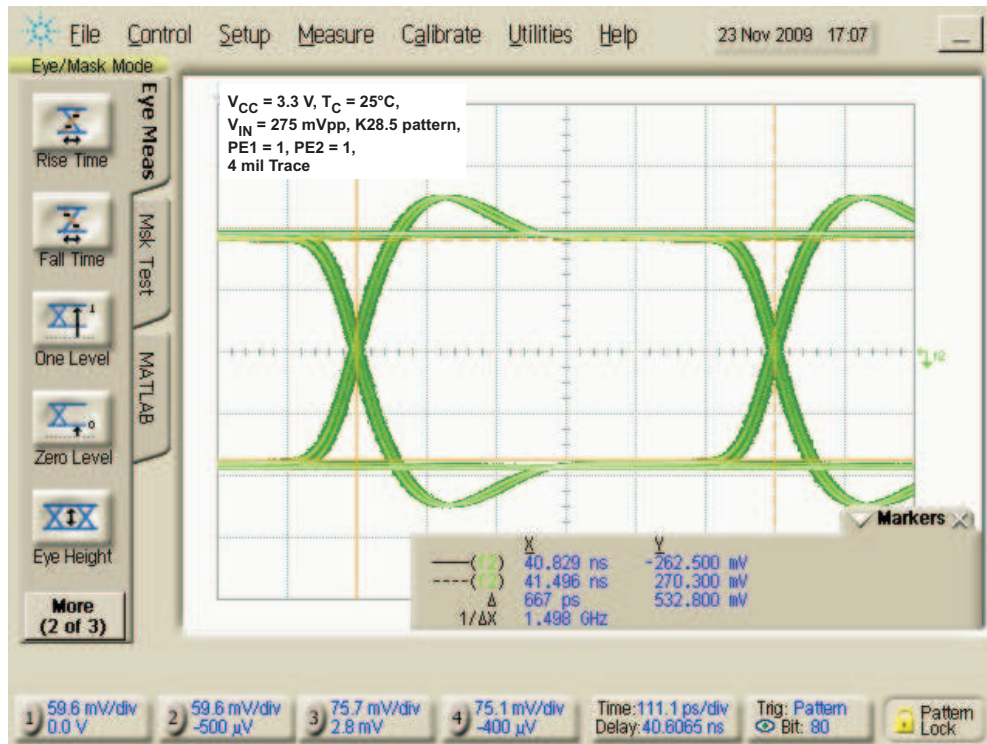 File Control Setup Measure Calibrate Utilities Help 23 Nov 2009 17:07
Eye/Mask Mode
Eye Meas
Msk Test
MATLAB
Rise Time
Fall Time
One Level
Zero Level
Eye Height
More
(2 of 3)
VCC = 3.3 V, TC = 25°C,
VIN = 275 mVpp, K28.5 pattern,
PE1 = 1, PE2 = 1,
4 mil Trace
f2
Markers
X Y
(f2) 40.829 ns -262.500 mV
(f2) 41.496 ns 270.300 mV
Δ 667 ps 532.800 mV
1/ΔX 1.498 GHz
1) 59.6 mV/div
0.0 V
2) 59.6 mV/div
-500 µV
3) 75.7 mV/div
2.8 mV
4) 75.1 mV/div
-400 µV
Time:111.1 ps/div
Delay:40.6065 ns
Trig: Pattern
Bit: 80
Pattern
Lock